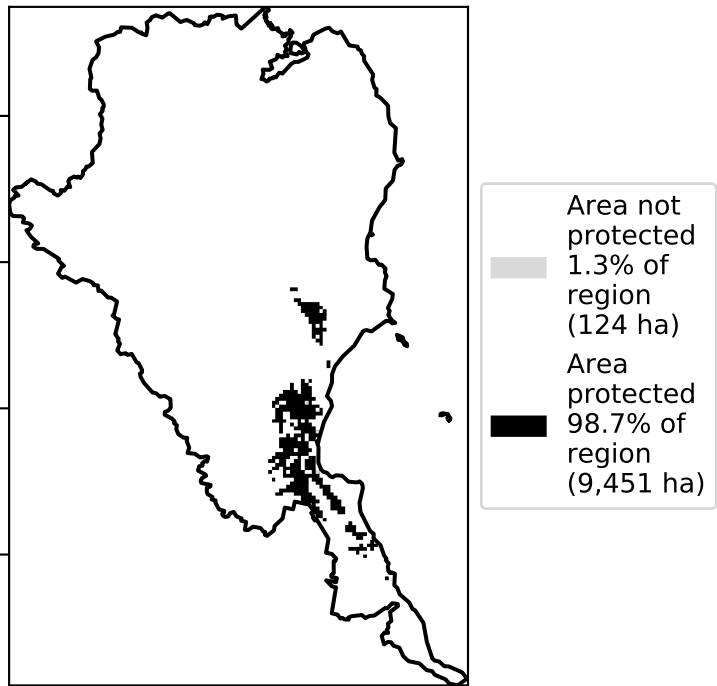 Area not
protected
1.3% of
region
(124 ha)
Area
protected
98.7% of
region
(9,451 ha)